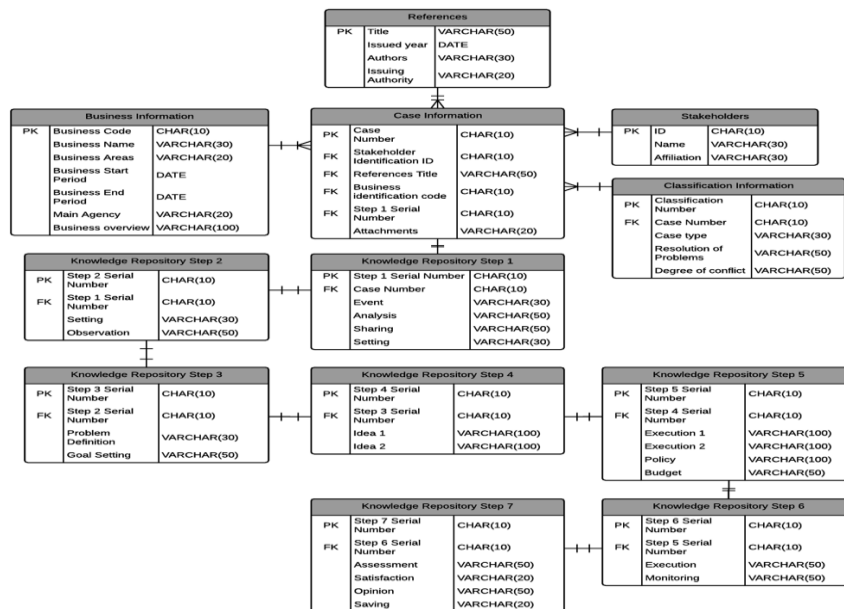 References
PK Title VARCHAR(50)
Issued year DATE
Authors VARCHAR(30)
Issuing
Authority VARCHAR(20)
Business Information
PK Business Code CHAR(10)
Business Name VARCHAR(30)
Business Areas VARCHAR(20)
Business Start
Period DATE
Business End
Period DATE
Main Agency VARCHAR(20)
Business overview VARCHAR(100)
Case Information
PK Case
Number CHAR(10)
FK Stakeholder
Identification ID CHAR(10)
FK References Title VARCHAR(50)
FK Business
identification code CHAR(10)
FK Step 1 Serial
Number CHAR(10)
Attachments VARCHAR(20)
Stakeholders
PK ID CHAR(10)
Name VARCHAR(30)
Affiliation VARCHAR(30)
Classification Information
PK Classification
Number CHAR(10)
FK Case Number CHAR(10)
Case type VARCHAR(30)
Resolution of
Problems VARCHAR(50)
Degree of conflict VARCHAR(50)
Knowledge Repository Step 2
PK Step 2 Serial
Number CHAR(10)
FK Step 1 Serial
Number CHAR(10)
Setting VARCHAR(30)
Observation VARCHAR(50)
Knowledge Repository Step 1
PK Step 1 Serial Number CHAR(10)
FK Case Number CHAR(10)
Event VARCHAR(30)
Analysis VARCHAR(50)
Sharing VARCHAR(50)
Setting VARCHAR(30)
Knowledge Repository Step 3
PK Step 3 Serial
Number CHAR(10)
FK Step 2 Serial
Number CHAR(10)
Problem
Definition VARCHAR(30)
Goal Setting VARCHAR(50)
Knowledge Repository Step 4
PK Step 4 Serial
Number CHAR(10)
FK Step 3 Serial
Number CHAR(10)
Idea 1 VARCHAR(100)
Idea 2 VARCHAR(100)
Knowledge Repository Step 5
PK Step 5 Serial
Number CHAR(10)
FK Step 4 Serial
Number CHAR(10)
Execution 1 VARCHAR(100)
Execution 2 VARCHAR(100)
Policy VARCHAR(100)
Budget VARCHAR(50)
Knowledge Repository Step 7
PK Step 7 Serial
Number CHAR(10)
FK Step 6 Serial
Number CHAR(10)
Assessment VARCHAR(50)
Satisfaction VARCHAR(20)
Opinion VARCHAR(50)
Saving VARCHAR(20)
Knowledge Repository Step 6
PK Step 6 Serial
Number CHAR(10)
FK Step 5 Serial
Number CHAR(10)
Execution VARCHAR(50)
Monitoring VARCHAR(50)